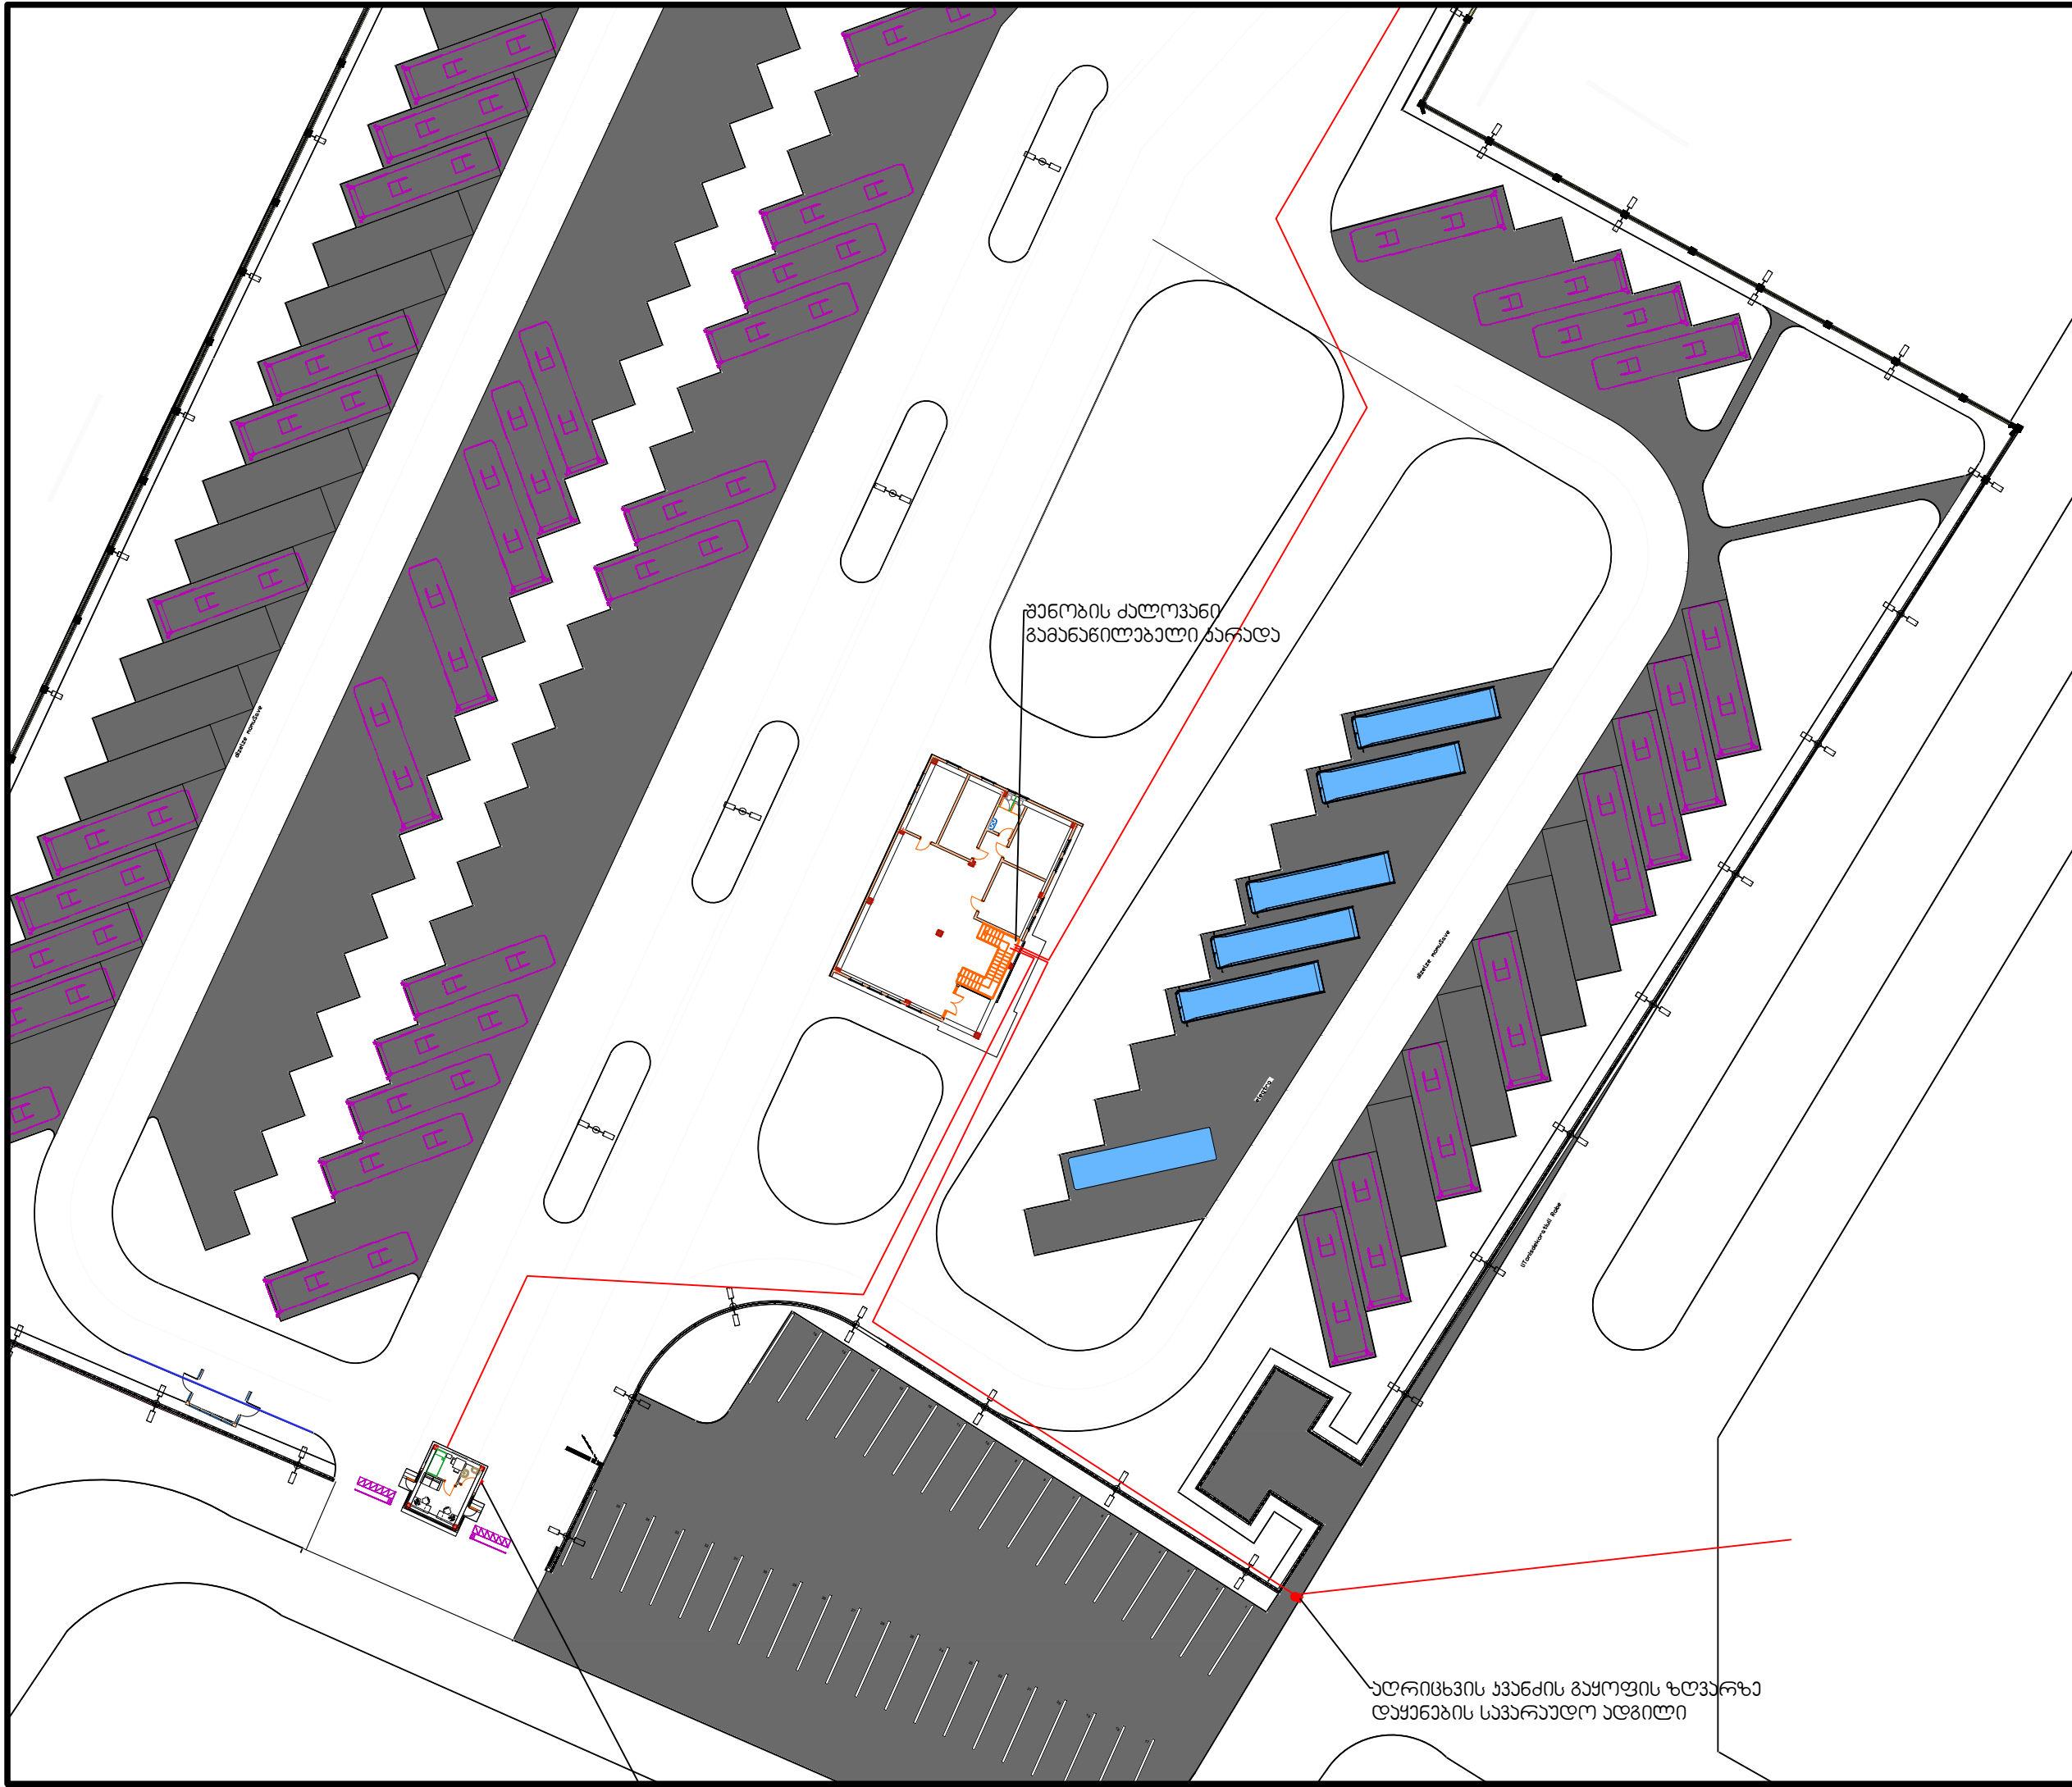 შენობის ძალოვანი
გამანაწილებელი კარადა
აღრიცხვის კვანძის გაყოფის ზღვარზე
დაყენების სავარაუდო ადგილი